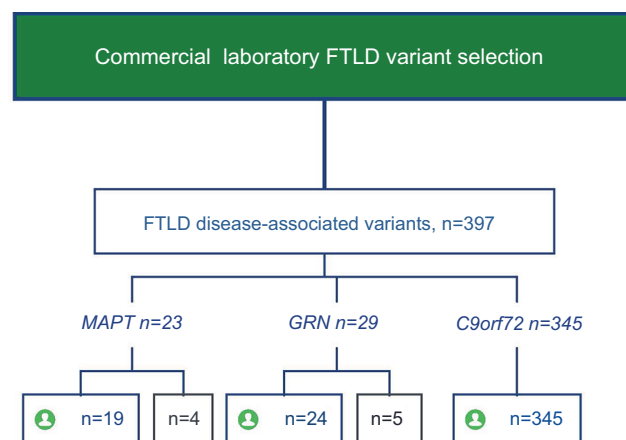 Commercial laboratory FTLD variant selection
FTLD disease-associated variants, n=397
MAPT n=23 GRN n=29 C9orf72 n=345
n=19 n=4 n=24 n=5 n=345